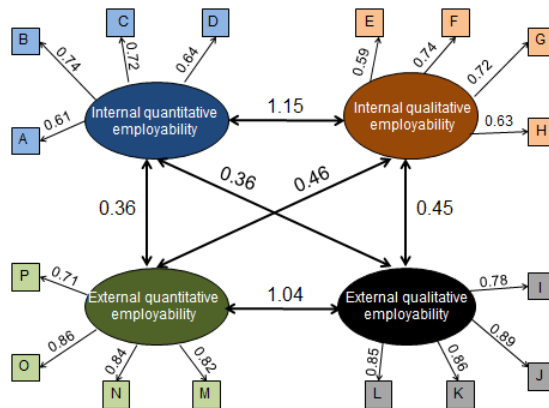 C
D
E
F
B
G
0.74
0.72
0.64
0.59
0.74
0.72
A
0.61
Internal quantitative
employability
1.15
Internal qualitative
employability
0.63
H
0.36
0.36
0.46
0.45
P
0.71
External quantitative
employability
1.04
External qualitative
employability
0.78
I
O
0.86
0.84
0.82
0.85
0.86
0.89
J
N
M
L
K